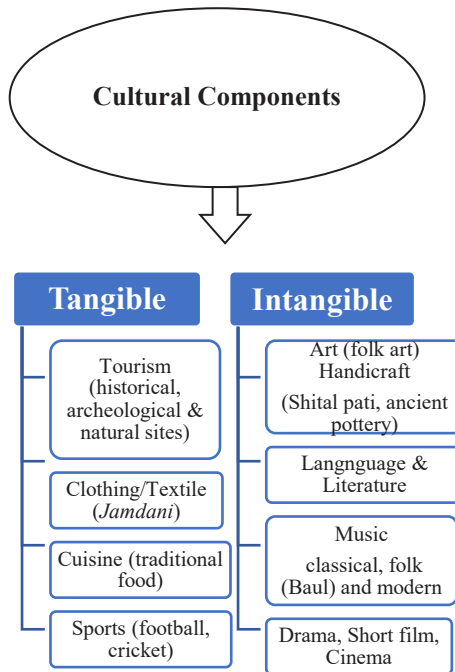 Cultural Components
Tangible
Tourism
(historical,
archeological &
natural sites)
Clothing/Textile
(Jamdani)
Cuisine (traditional
food)
Sports (football,
cricket)
Intangible
Art (folk art)
Handicraft
(Shital pati, ancient
pottery)
Langnguage &
Literature
Music
classical, folk
(Baul) and modern
Drama, Short film,
Cinema